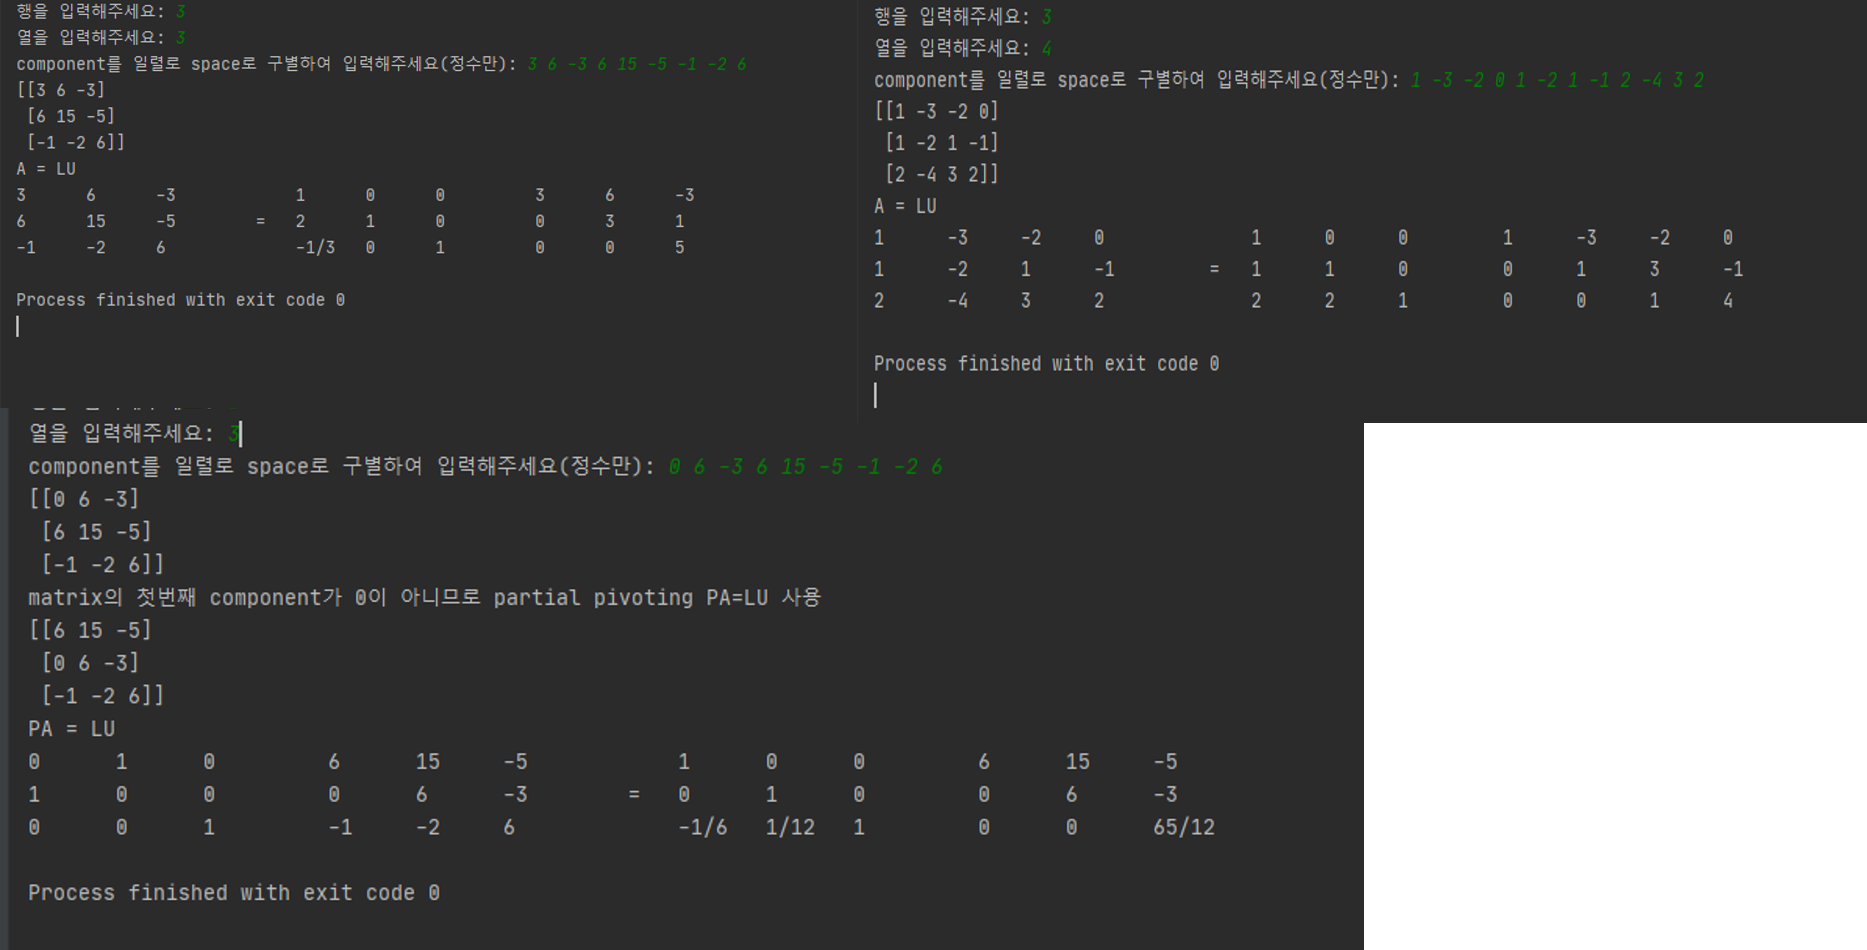 행을 입력해주세요: 3
열을 입력해주세요: 3
component를 일렬로 space로 구별하여 입력해주세요(정수만): 3 6 -3 6 15 -5 -1 -2 6
[[3 6 -3]
 [6 15 -5]
 [-1 -2 6]]
A = LU
3 6 -3 1 0 0 3 6 -3
6 15 -5 = 2 1 0 0 3 1
-1 -2 6 -1/3 0 1 0 0 5
Process finished with exit code 0
행을 입력해주세요: 3
열을 입력해주세요: 4
component를 일렬로 space로 구별하여 입력해주세요(정수만): 1 -3 -2 0 1 -2 1 -1 2 -4 3 2
[[1 -3 -2 0]
 [1 -2 1 -1]
 [2 -4 3 2]]
A = LU
1 -3 -2 0 1 0 0 1 -3 -2 0
1 -2 1 -1 = 1 1 0 0 1 3 -1
2 -4 3 2 2 2 1 0 0 1 4
Process finished with exit code 0
열을 입력해주세요: 3
component를 일렬로 space로 구별하여 입력해주세요(정수만): 0 6 -3 6 15 -5 -1 -2 6
[[0 6 -3]
 [6 15 -5]
 [-1 -2 6]]
matrix의 첫번째 component가 0이 아니므로 partial pivoting PA=LU 사용
[[6 15 -5]
 [0 6 -3]
 [-1 -2 6]]
PA = LU
0 1 0 6 15 -5 1 0 0 6 15 -5
1 0 0 0 6 -3 = 0 1 0 0 6 -3
0 0 1 -1 -2 6 -1/6 1/12 1 0 0 65/12
Process finished with exit code 0